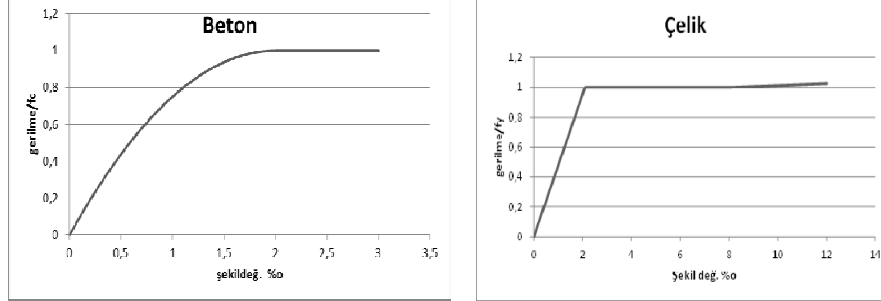 Beton
1,2
1
0,8
0,6
0,4
0,2
0
gerilme/fc
0 0,5 1 1,5 2 2,5 3 3,5
şekildeğ. %o
Çelik
1,2
1
0,8
0,6
0,4
0,2
0
gerilme/fy
0 2 4 6 8 10 12 14
Şekil değ. %o